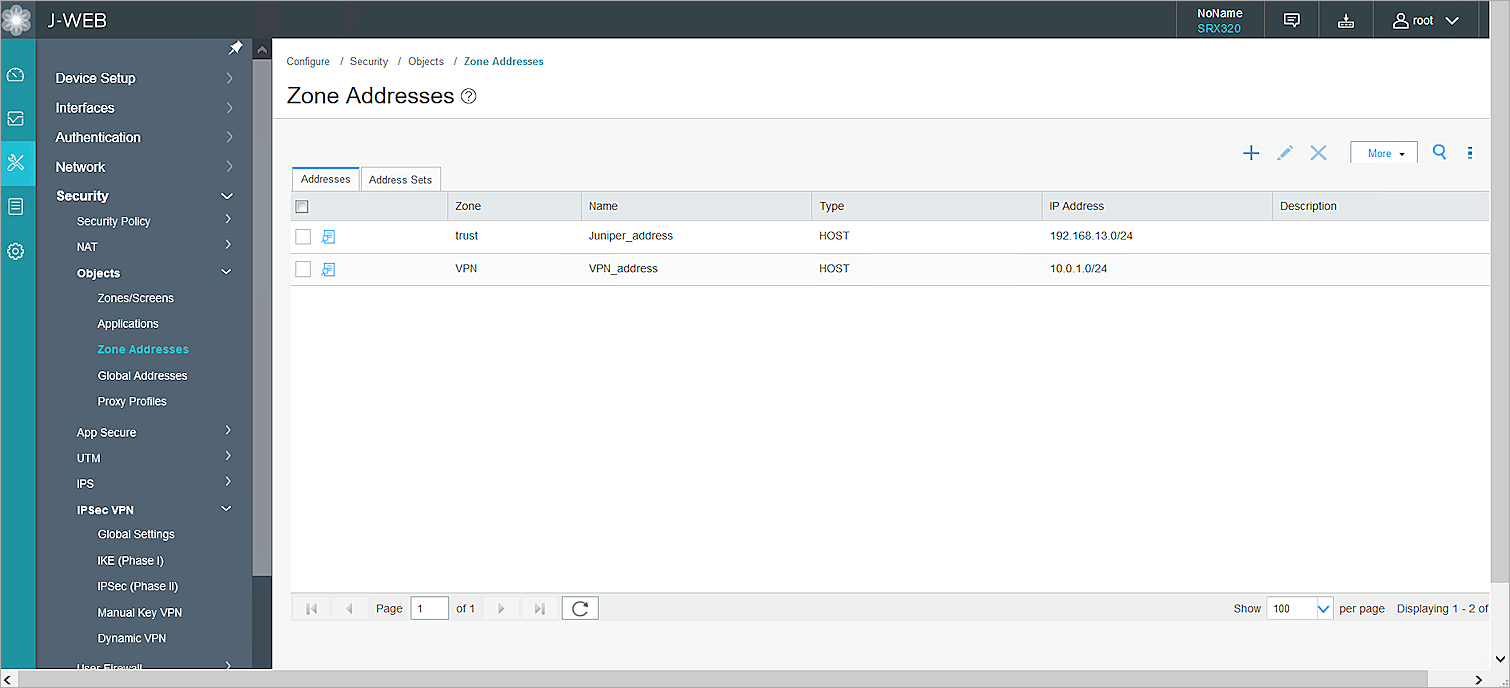 J-WEB
NoName
SRX320
root
Device Setup
Interfaces
Authentication
Network
Security
Security Policy
NAT
Objects
Zones/Screens
Applications
Zone Addresses
Global Addresses
Proxy Profiles
App Secure
UTM
IPS
IPSec VPN
Global Settings
IKE (Phase I)
IPSec (Phase II)
Manual Key VPN
Dynamic VPN
User Firewall
Configure / Security / Objects / Zone Addresses
Zone Addresses ?
More
Addresses Address Sets
Zone Name Type IP Address Description
trust Juniper_address HOST 192.168.13.0/24
VPN VPN_address HOST 10.0.1.0/24
Page 1 of 1 Show 100 per page Displaying 1 - 2 of